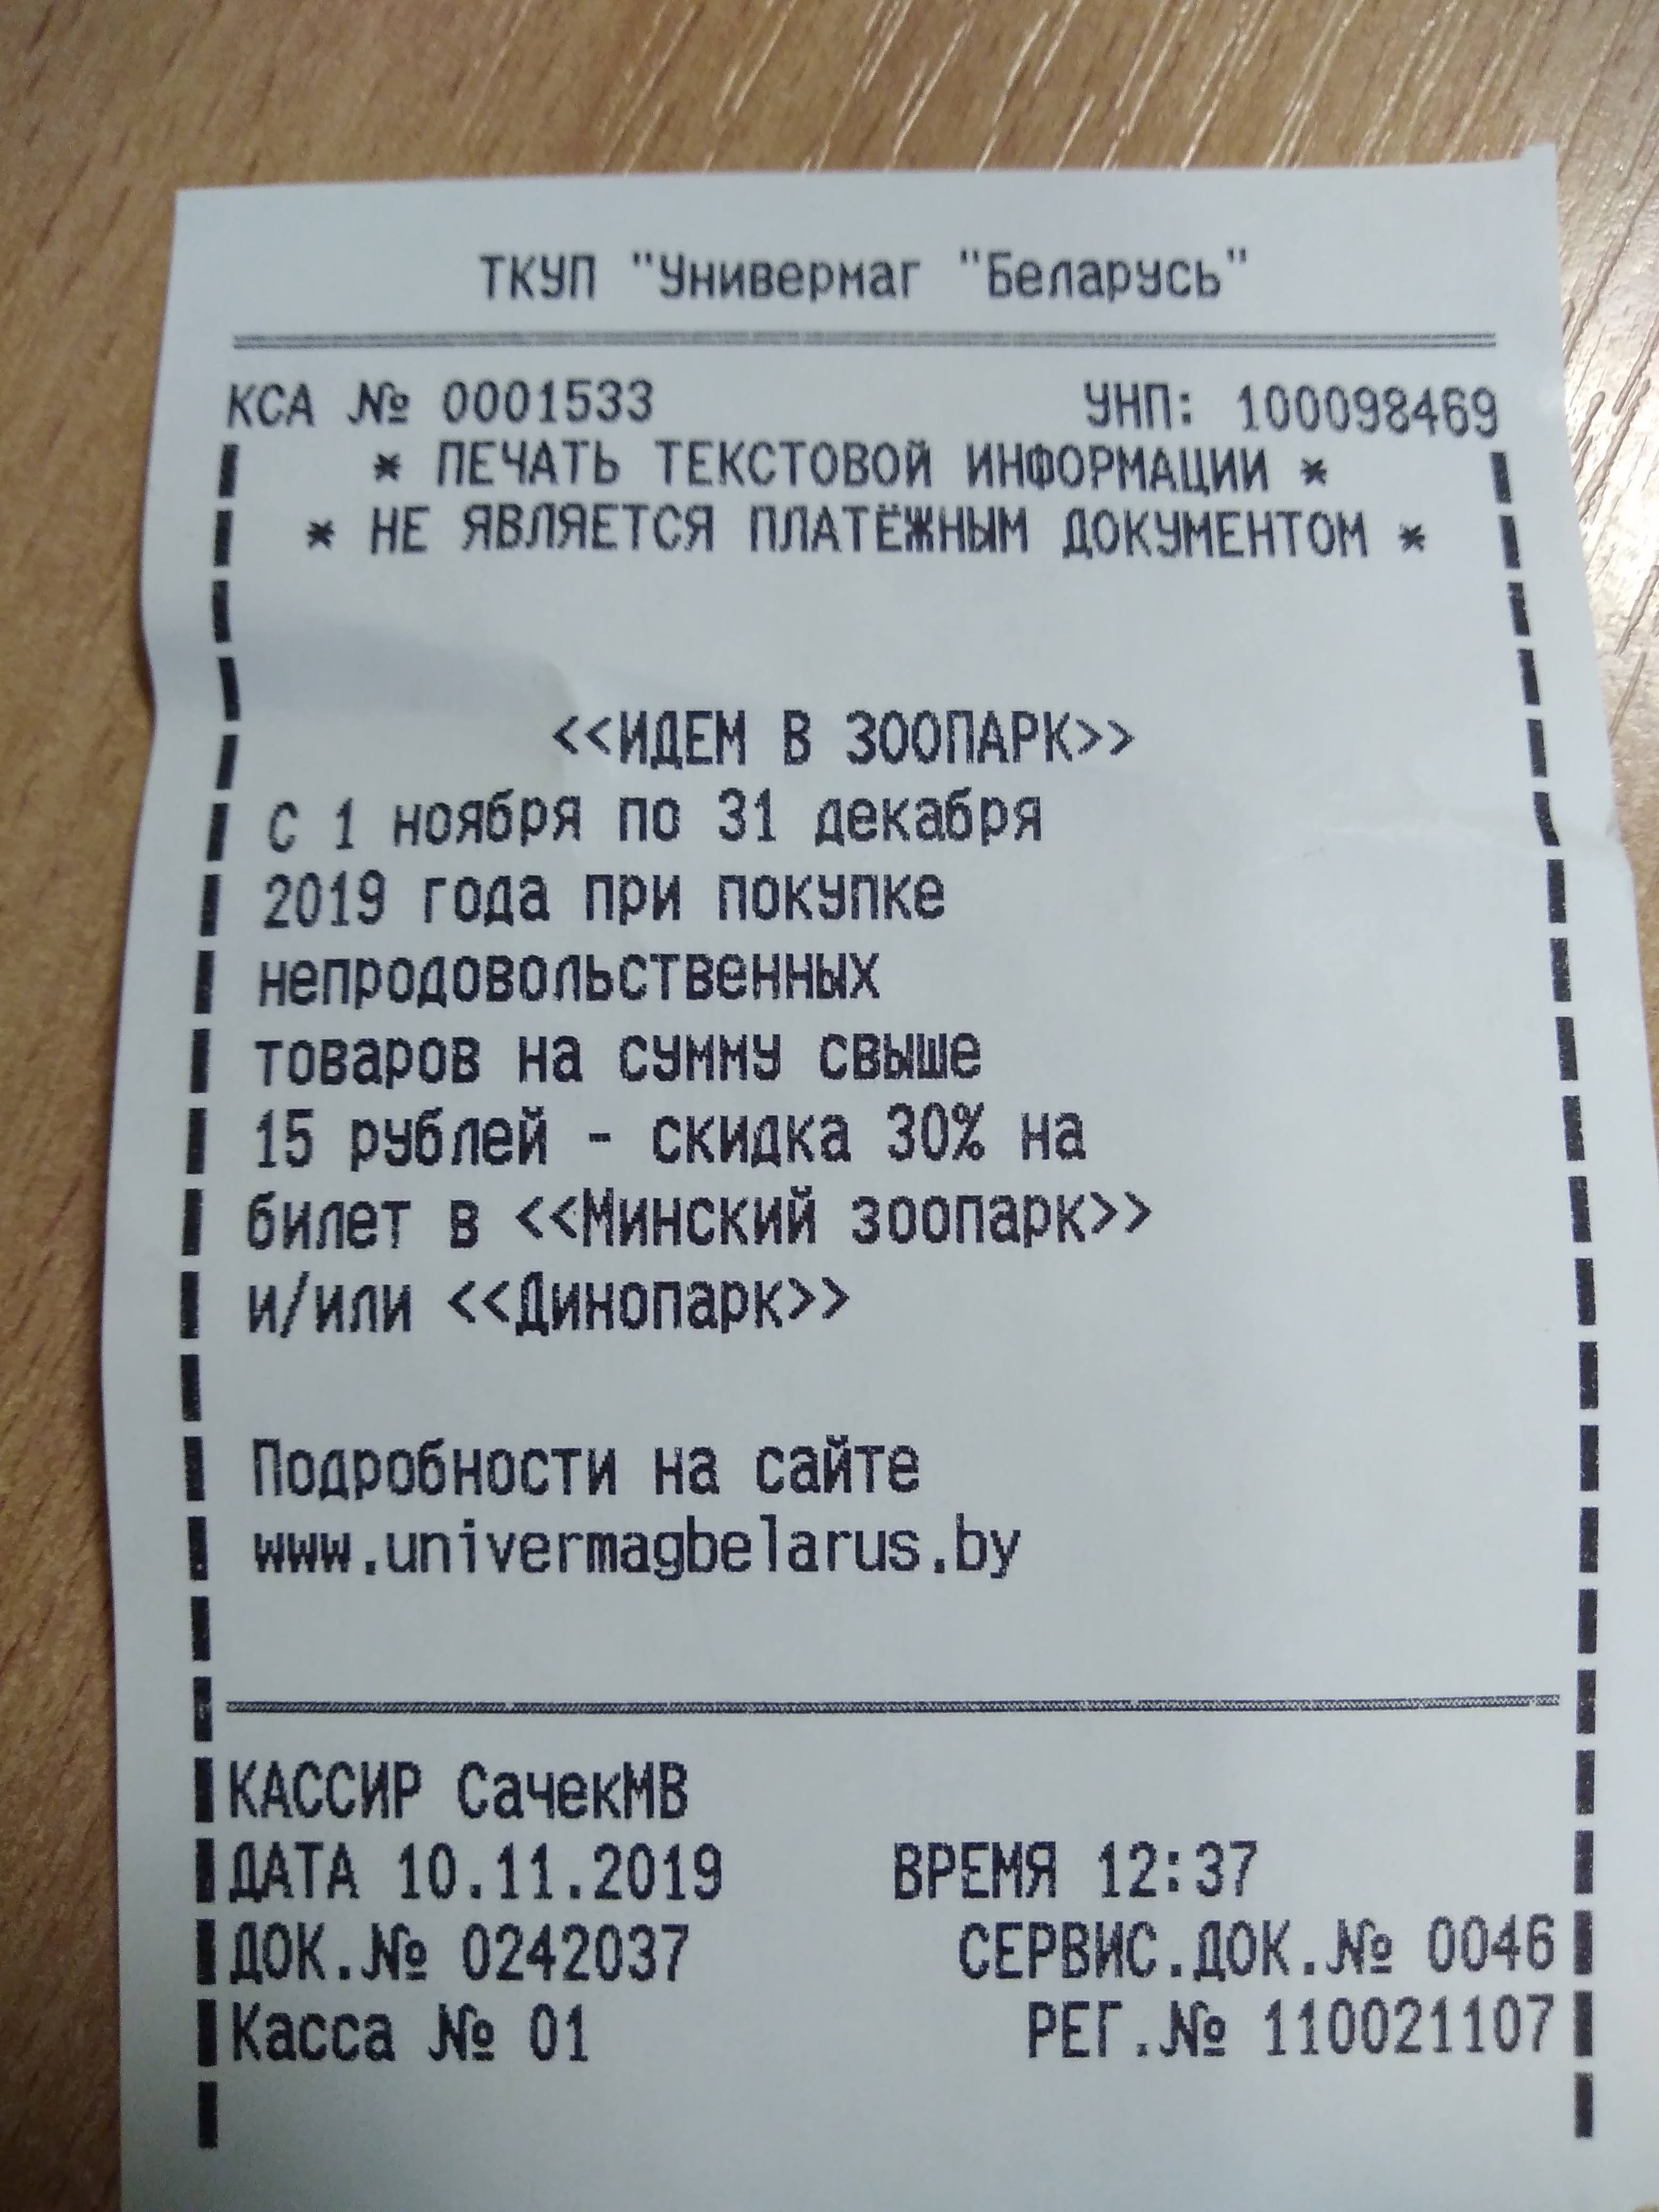 ТКУП "Универмаг "Беларусь"
КСА № 0001533 УНП: 100098469
* ПЕЧАТЬ ТЕКСТОВОЙ ИНФОРМАЦИИ *
* НЕ ЯВЛЯЕТСЯ ПЛАТЁЖНЫМ ДОКУМЕНТОМ *
<<ИДЕМ В ЗООПАРК>>
С 1 ноября по 31 декабря
2019 года при покупке
непродовольственных
товаров на сумму свыше
15 рублей - скидка 30% на
билет в <<Минский зоопарк>>
и/или <<Динопарк>>
Подробности на сайте
www.univermagbelarus.by
КАССИР СачекМВ
ДАТА 10.11.2019 ВРЕМЯ 12:37
ДОК.№ 0242037 СЕРВИС.ДОК.№ 0046
Касса № 01 РЕГ.№ 110021107